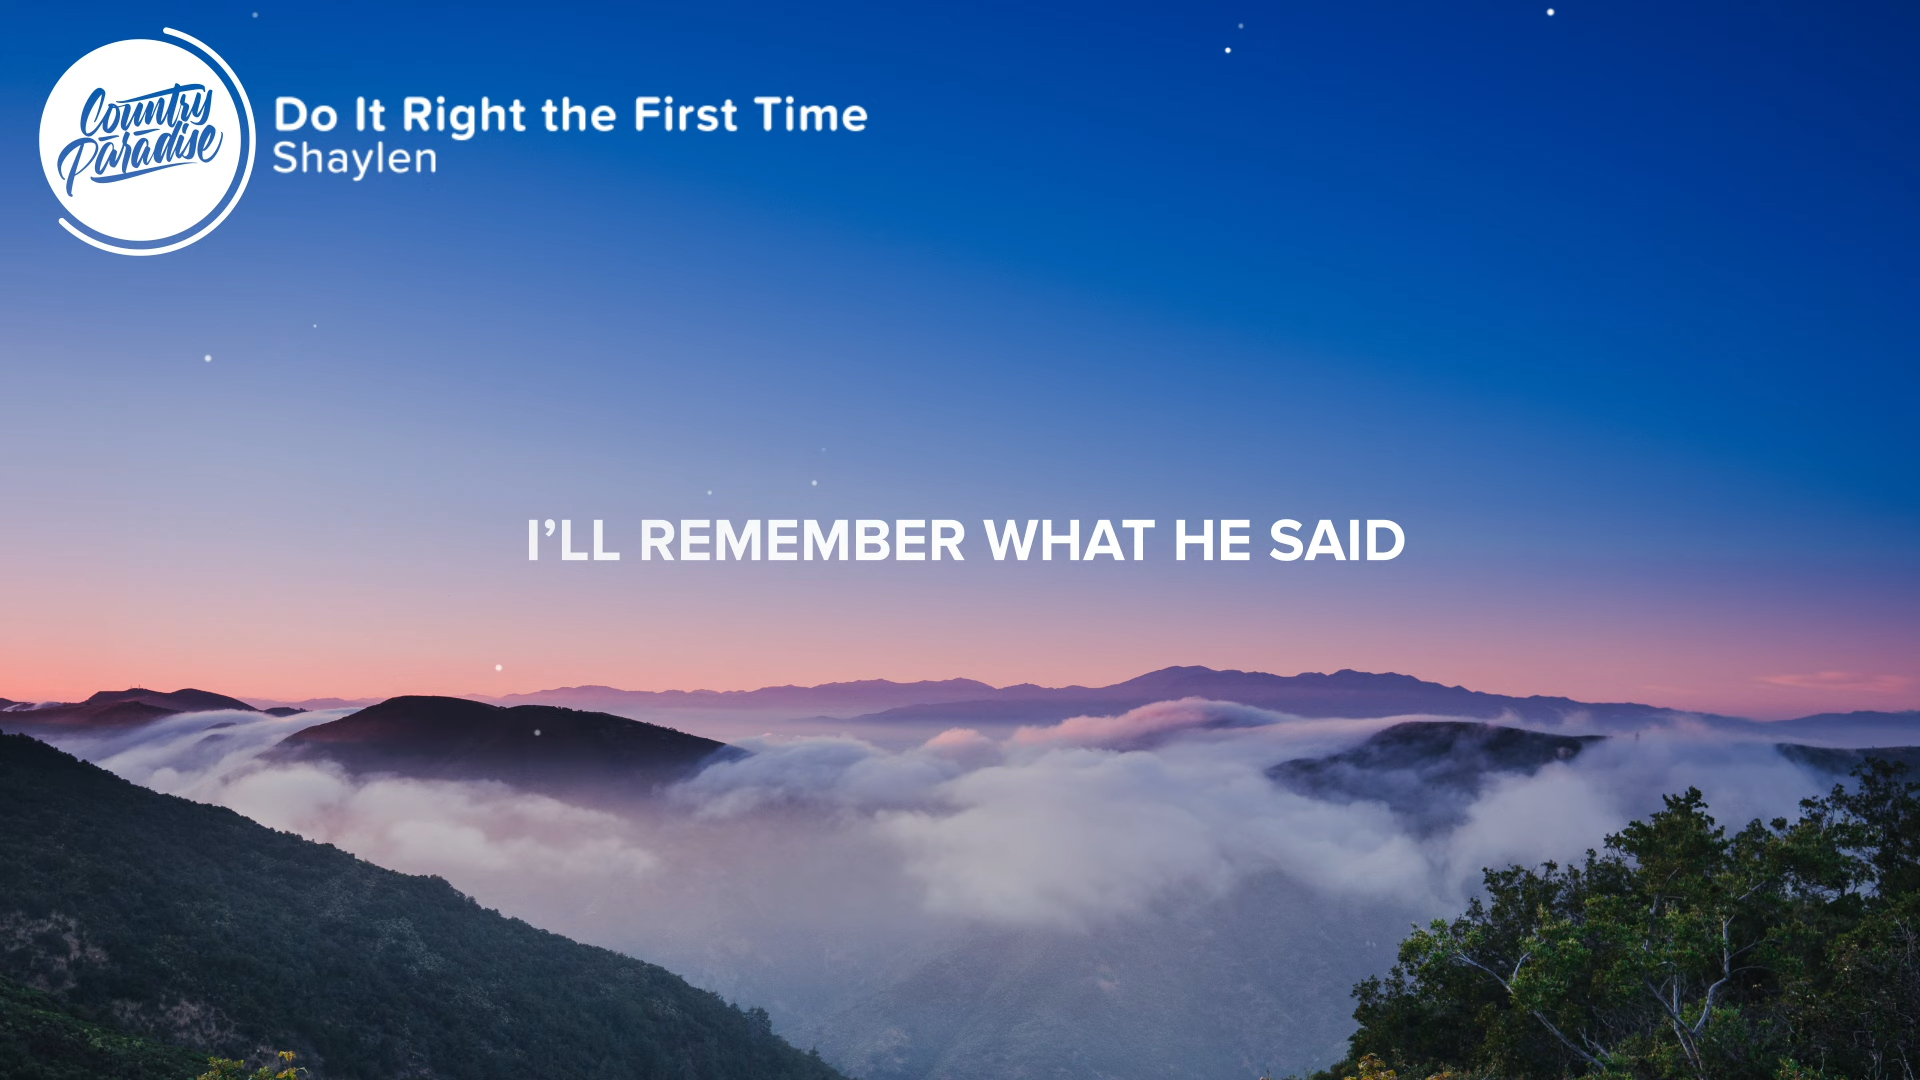 Country
Paradise
Do It Right the First Time
Shaylen
I’LL REMEMBER WHAT HE SAID